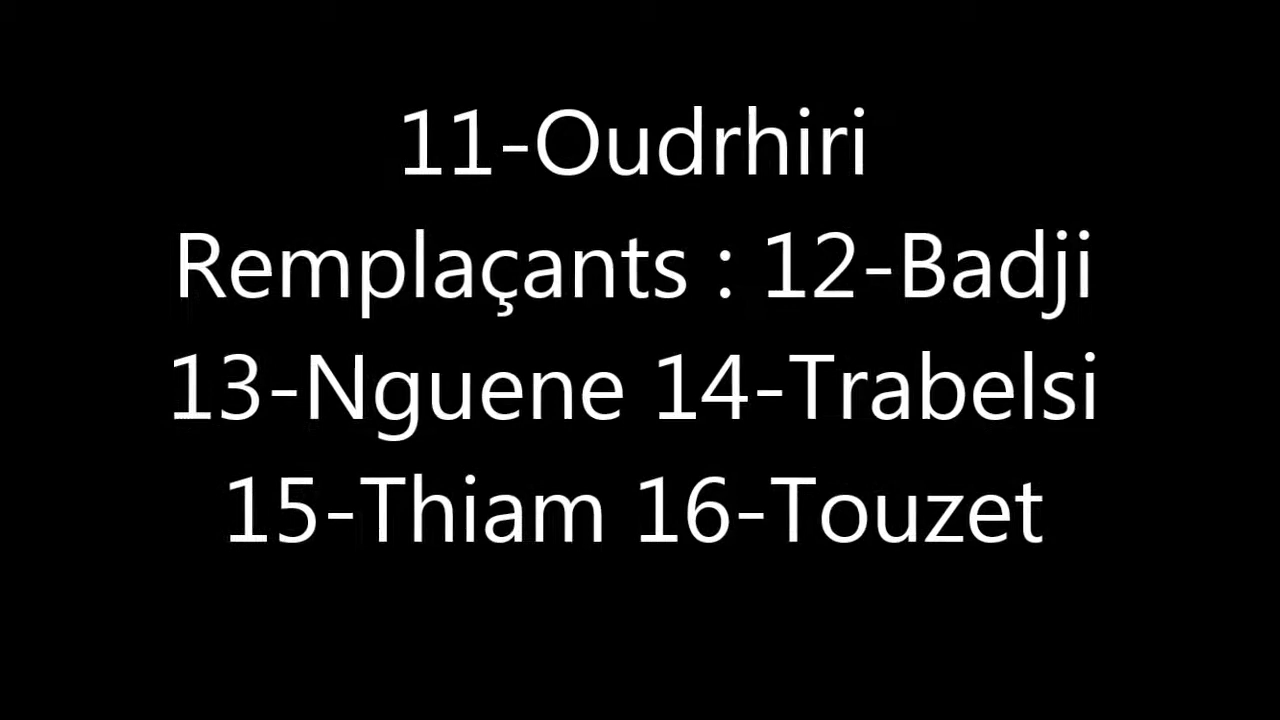 11-Oudrhiri
Remplaçants : 12-Badji
13-Nguene 14-Trabelsi
15-Thiam 16-Touzet